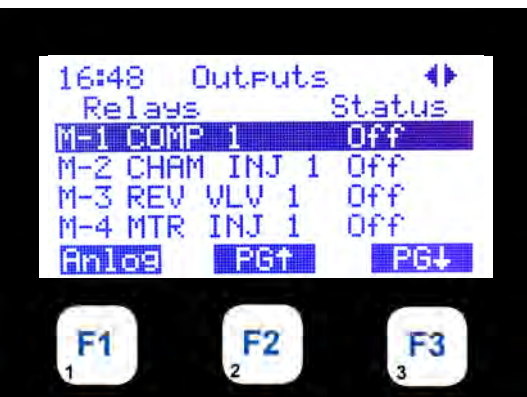 16:48 Outputs
Relays Status
M-1 COMP 1 Off
M-2 CHAM INJ 1 Off
M-3 REV VLV 1 Off
M-4 MTR INJ 1 Off
Anlog PG↑ PG↓
F1 F2 F3
1 2 3